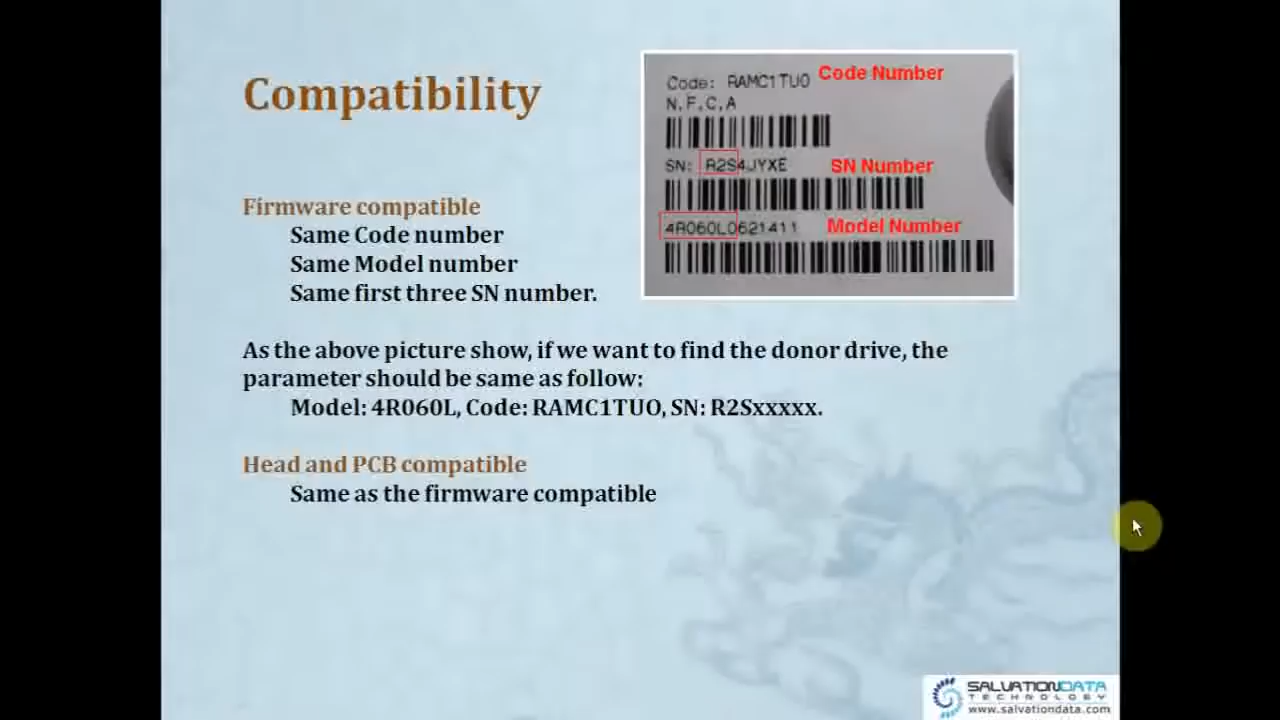 Compatibility
Code: RAMC1TUO
Code Number
N,F,C,A
SN: R2S4JYXE
SN Number
4R060L0621411
Model Number
Firmware compatible
Same Code number
Same Model number
Same first three SN number.
As the above picture show, if we want to find the donor drive, the
parameter should be same as follow:
Model: 4R060L, Code: RAMC1TUO, SN: R2Sxxxxx.
Head and PCB compatible
Same as the firmware compatible
SALVATIONDATA
TECHNOLOGY
www.salvationdata.com